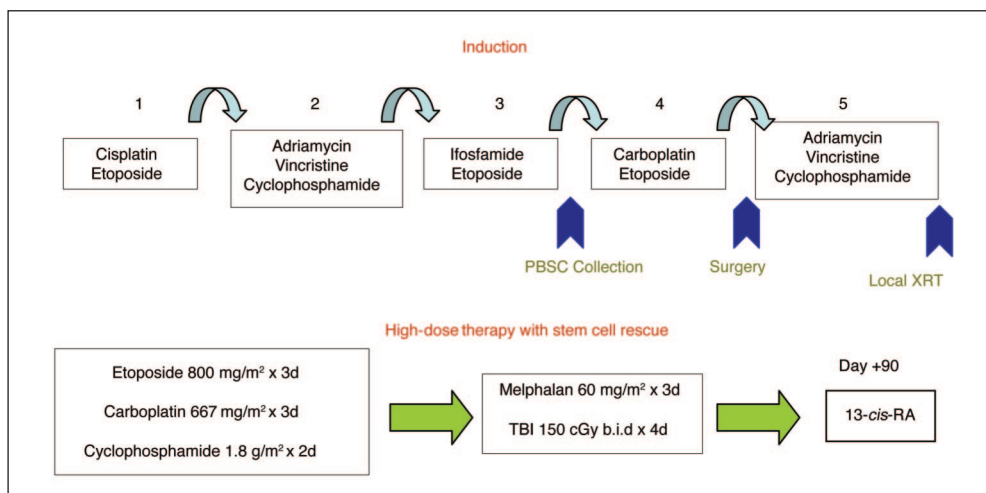 Induction
1
2
3
4
5
Cisplatin
Etoposide
Adriamycin
Vincristine
Cyclophosphamide
Ifosfamide
Etoposide
Carboplatin
Etoposide
Adriamycin
Vincristine
Cyclophosphamide
PBSC Collection
Surgery
Local XRT
High-dose therapy with stem cell rescue
Etoposide 800 mg/m² x 3d
Carboplatin 667 mg/m² x 3d
Cyclophosphamide 1.8 g/m² x 2d
Melphalan 60 mg/m² x 3d
TBI 150 cGy b.i.d x 4d
Day +90
13-cis-RA